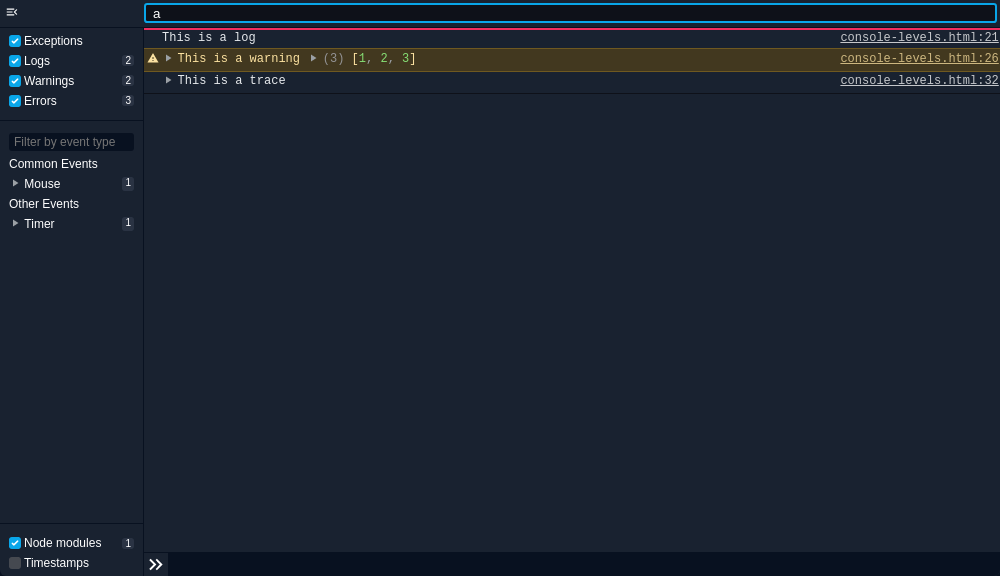 a
Exceptions
Logs 2
Warnings 2
Errors 3
Filter by event type
Common Events
Mouse 1
Other Events
Timer 1
Node modules 1
Timestamps
This is a log console-levels.html:21
This is a warning (3) [1, 2, 3] console-levels.html:26
This is a trace console-levels.html:32